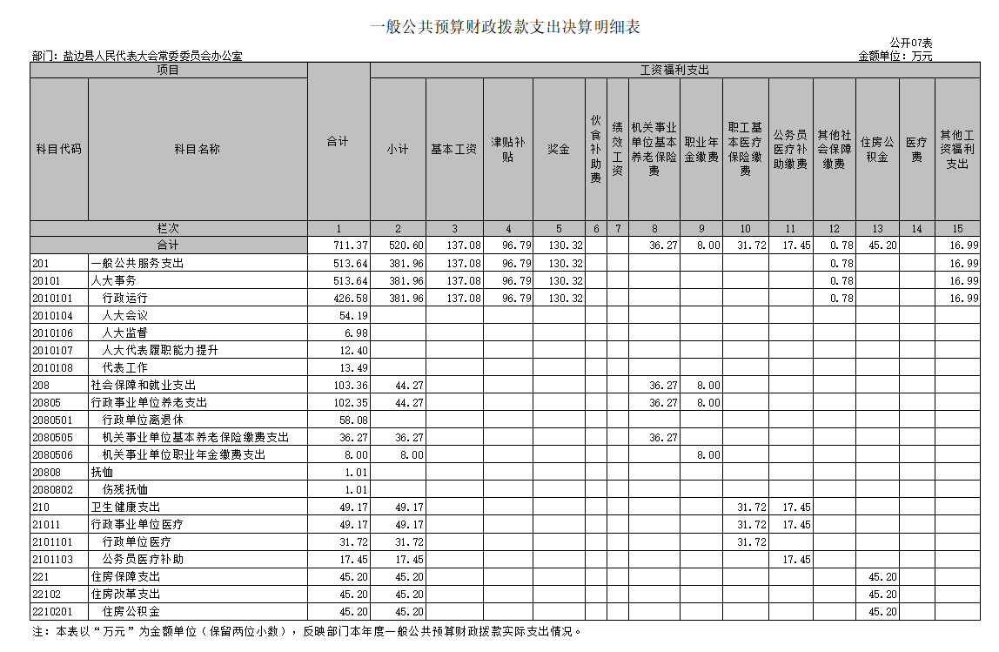 一般公共预算财政拨款支出决算明细表
公开07表
部门：盐边县人民代表大会常委委员会办公室 金额单位：万元
项目 合计 工资福利支出
科目代码 科目名称 小计 基本工资 津贴补贴 奖金 伙食补助费 绩效工资 机关事业单位基本养老保险费 职业年金缴费 职工基本医疗保险缴费 公务员医疗补助缴费 其他社会保障缴费 住房公积金 医疗费 其他工资福利支出
栏次 1 2 3 4 5 6 7 8 9 10 11 12 13 14 15
合计 711.37 520.60 137.08 96.79 130.32 36.27 8.00 31.72 17.45 0.78 45.20 16.99
201 一般公共服务支出 513.64 381.96 137.08 96.79 130.32 0.78 16.99
20101 人大事务 513.64 381.96 137.08 96.79 130.32 0.78 16.99
2010101 行政运行 426.58 381.96 137.08 96.79 130.32 0.78 16.99
2010104 人大会议 54.19
2010106 人大监督 6.98
2010107 人大代表履职能力提升 12.40
2010108 代表工作 13.49
208 社会保障和就业支出 103.36 44.27 36.27 8.00
20805 行政事业单位养老支出 102.35 44.27 36.27 8.00
2080501 行政单位离退休 58.08
2080505 机关事业单位基本养老保险缴费支出 36.27 36.27 36.27
2080506 机关事业单位职业年金缴费支出 8.00 8.00 8.00
20808 抚恤 1.01
2080802 伤残抚恤 1.01
210 卫生健康支出 49.17 49.17 31.72 17.45
21011 行政事业单位医疗 49.17 49.17 31.72 17.45
2101101 行政单位医疗 31.72 31.72 31.72
2101103 公务员医疗补助 17.45 17.45 17.45
221 住房保障支出 45.20 45.20 45.20
22102 住房改革支出 45.20 45.20 45.20
2210201 住房公积金 45.20 45.20 45.20
注：本表以“万元”为金额单位（保留两位小数），反映部门本年度一般公共预算财政拨款实际支出情况。